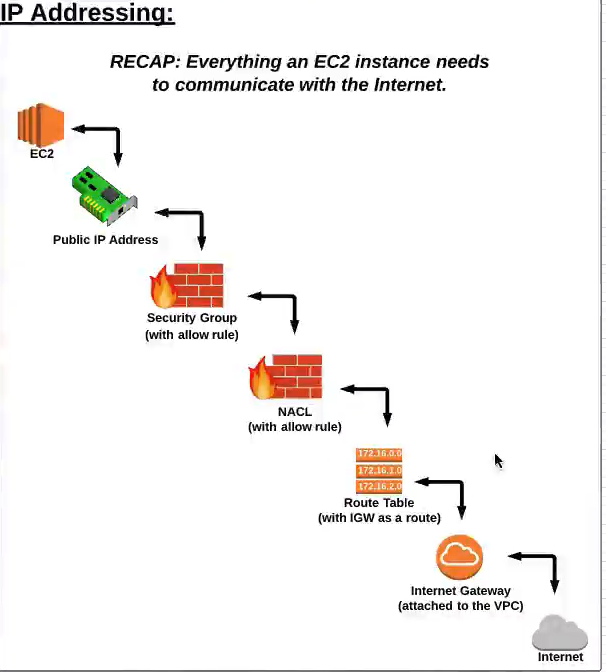 IP Addressing:
RECAP: Everything an EC2 instance needs
to communicate with the Internet.
EC2
Public IP Address
Security Group
(with allow rule)
NACL
(with allow rule)
172.16.0.0
172.16.1.0
172.16.2.0
Route Table
(with IGW as a route)
Internet Gateway
(attached to the VPC)
Internet